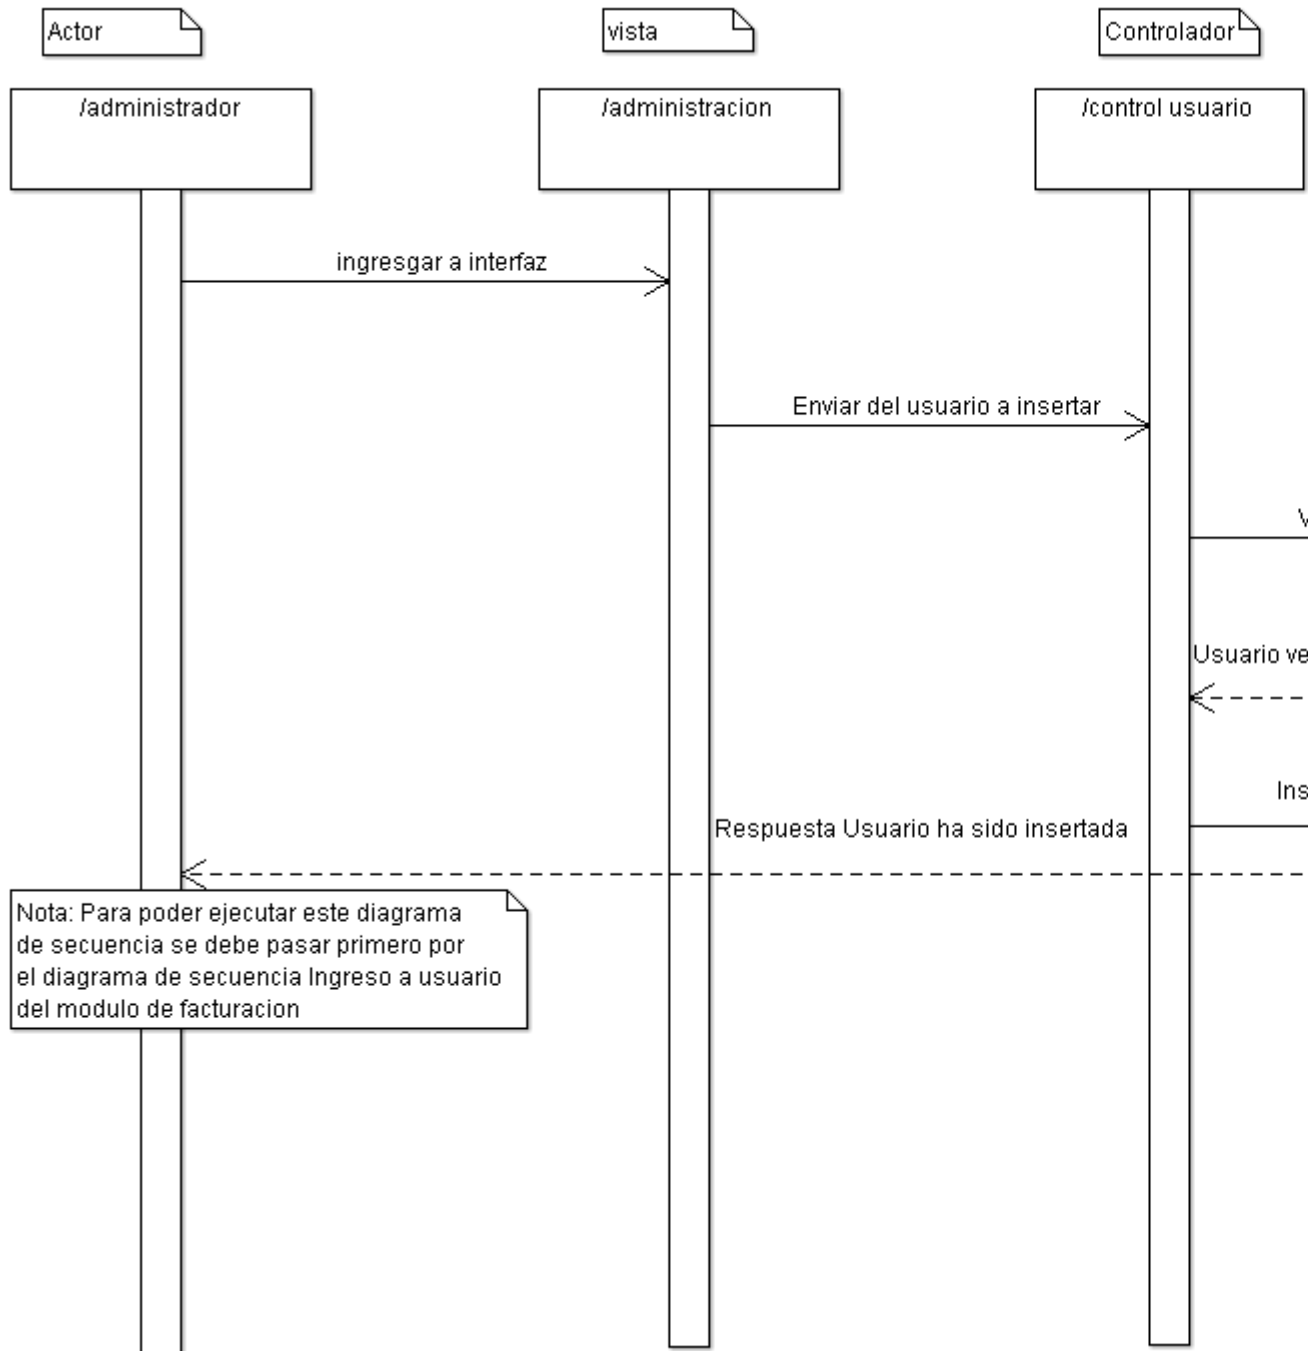 Actor
vista
Controlador
/administrador
/administracion
/control usuario
ingresgar a interfaz
Enviar del usuario a insertar
Usuario ve
Ins
Respuesta Usuario ha sido insertada
Nota: Para poder ejecutar este diagrama
de secuencia se debe pasar primero por
el diagrama de secuencia Ingreso a usuario
del modulo de facturacion